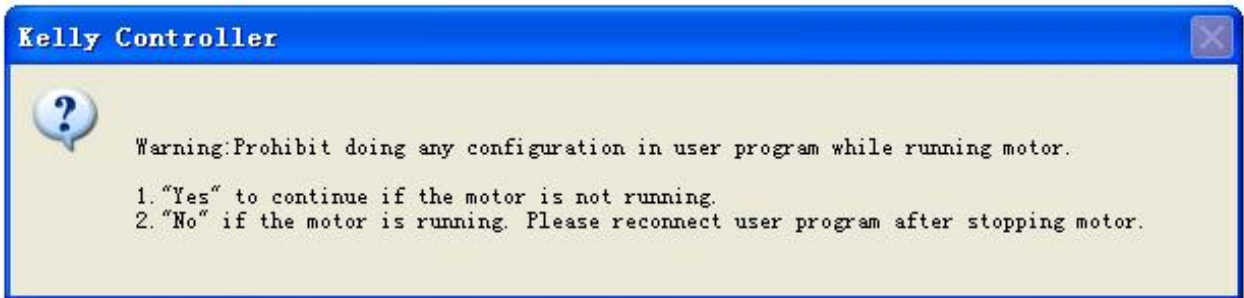 Kelly Controller
Warning:Prohibit doing any configuration in user program while running motor.
1."Yes" to continue if the motor is not running.
2."No" if the motor is running. Please reconnect user program after stopping motor.